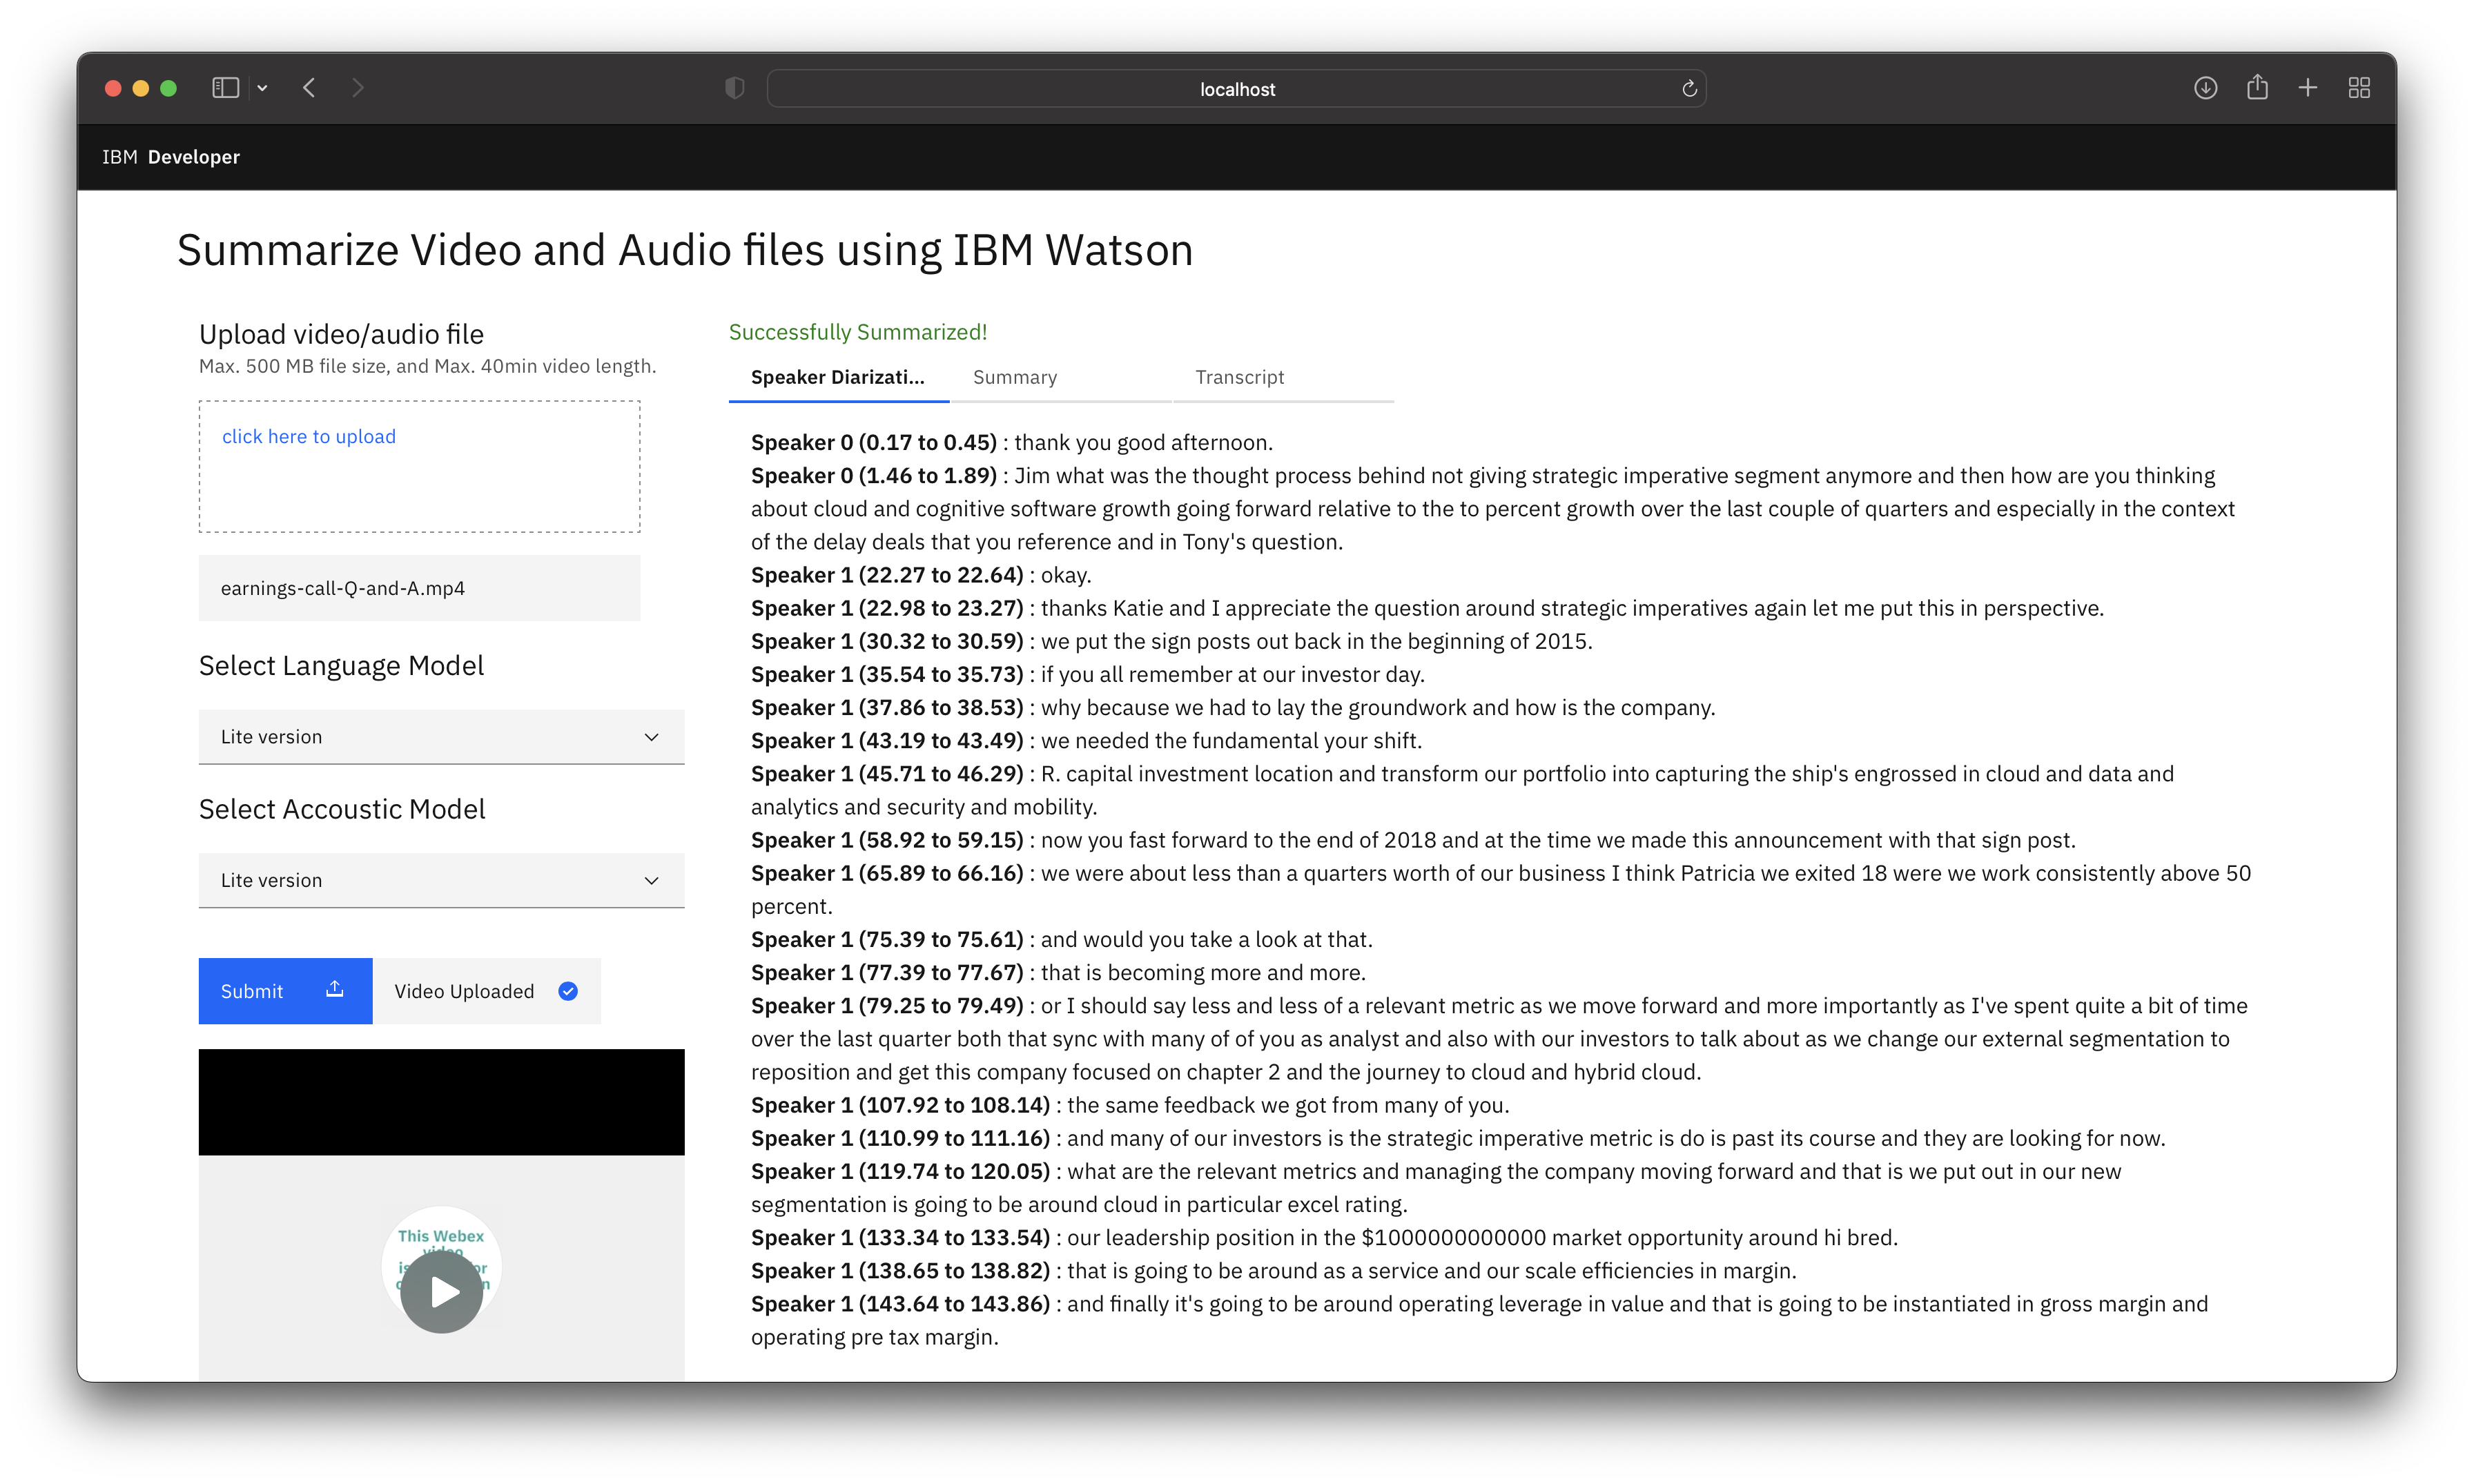 localhost
IBM Developer
Summarize Video and Audio files using IBM Watson
Upload video/audio file
Max. 500 MB file size, and Max. 40min video length.
click here to upload
earnings-call-Q-and-A.mp4
Select Language Model
Lite version
Select Accoustic Model
Lite version
Submit
Video Uploaded
This Webex
video
Successfully Summarized!
Speaker Diarizati...
Summary
Transcript
Speaker 0 (0.17 to 0.45) : thank you good afternoon.
Speaker 0 (1.46 to 1.89) : Jim what was the thought process behind not giving strategic imperative segment anymore and then how are you thinking
about cloud and cognitive software growth going forward relative to the to percent growth over the last couple of quarters and especially in the context
of the delay deals that you reference and in Tony's question.
Speaker 1 (22.27 to 22.64) : okay.
Speaker 1 (22.98 to 23.27) : thanks Katie and I appreciate the question around strategic imperatives again let me put this in perspective.
Speaker 1 (30.32 to 30.59) : we put the sign posts out back in the beginning of 2015.
Speaker 1 (35.54 to 35.73) : if you all remember at our investor day.
Speaker 1 (37.86 to 38.53) : why because we had to lay the groundwork and how is the company.
Speaker 1 (43.19 to 43.49) : we needed the fundamental your shift.
Speaker 1 (45.71 to 46.29) : R. capital investment location and transform our portfolio into capturing the ship's engrossed in cloud and data and
analytics and security and mobility.
Speaker 1 (58.92 to 59.15) : now you fast forward to the end of 2018 and at the time we made this announcement with that sign post.
Speaker 1 (65.89 to 66.16) : we were about less than a quarters worth of our business I think Patricia we exited 18 were we work consistently above 50
percent.
Speaker 1 (75.39 to 75.61) : and would you take a look at that.
Speaker 1 (77.39 to 77.67) : that is becoming more and more.
Speaker 1 (79.25 to 79.49) : or I should say less and less of a relevant metric as we move forward and more importantly as I've spent quite a bit of time
over the last quarter both that sync with many of of you as analyst and also with our investors to talk about as we change our external segmentation to
reposition and get this company focused on chapter 2 and the journey to cloud and hybrid cloud.
Speaker 1 (107.92 to 108.14) : the same feedback we got from many of you.
Speaker 1 (110.99 to 111.16) : and many of our investors is the strategic imperative metric is do is past its course and they are looking for now.
Speaker 1 (119.74 to 120.05) : what are the relevant metrics and managing the company moving forward and that is we put out in our new
segmentation is going to be around cloud in particular excel rating.
Speaker 1 (133.34 to 133.54) : our leadership position in the $1000000000000 market opportunity around hi bred.
Speaker 1 (138.65 to 138.82) : that is going to be around as a service and our scale efficiencies in margin.
Speaker 1 (143.64 to 143.86) : and finally it's going to be around operating leverage in value and that is going to be instantiated in gross margin and
operating pre tax margin.